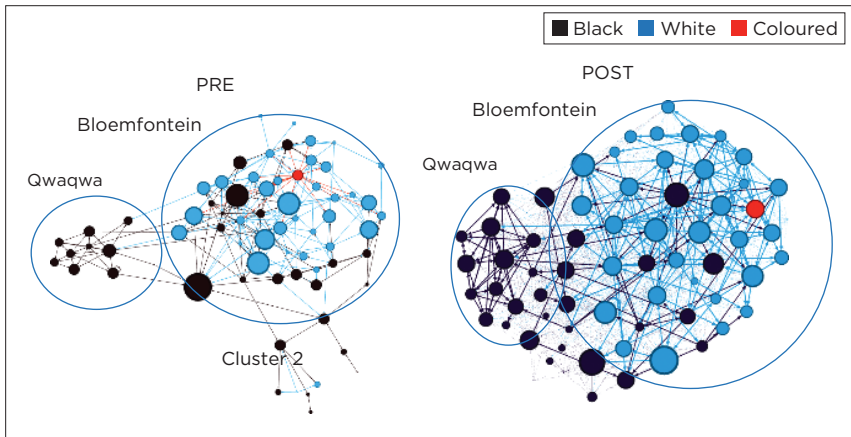 Black White Coloured
PRE
Bloemfontein
Qwaqwa
Cluster 2
POST
Bloemfontein
Qwaqwa